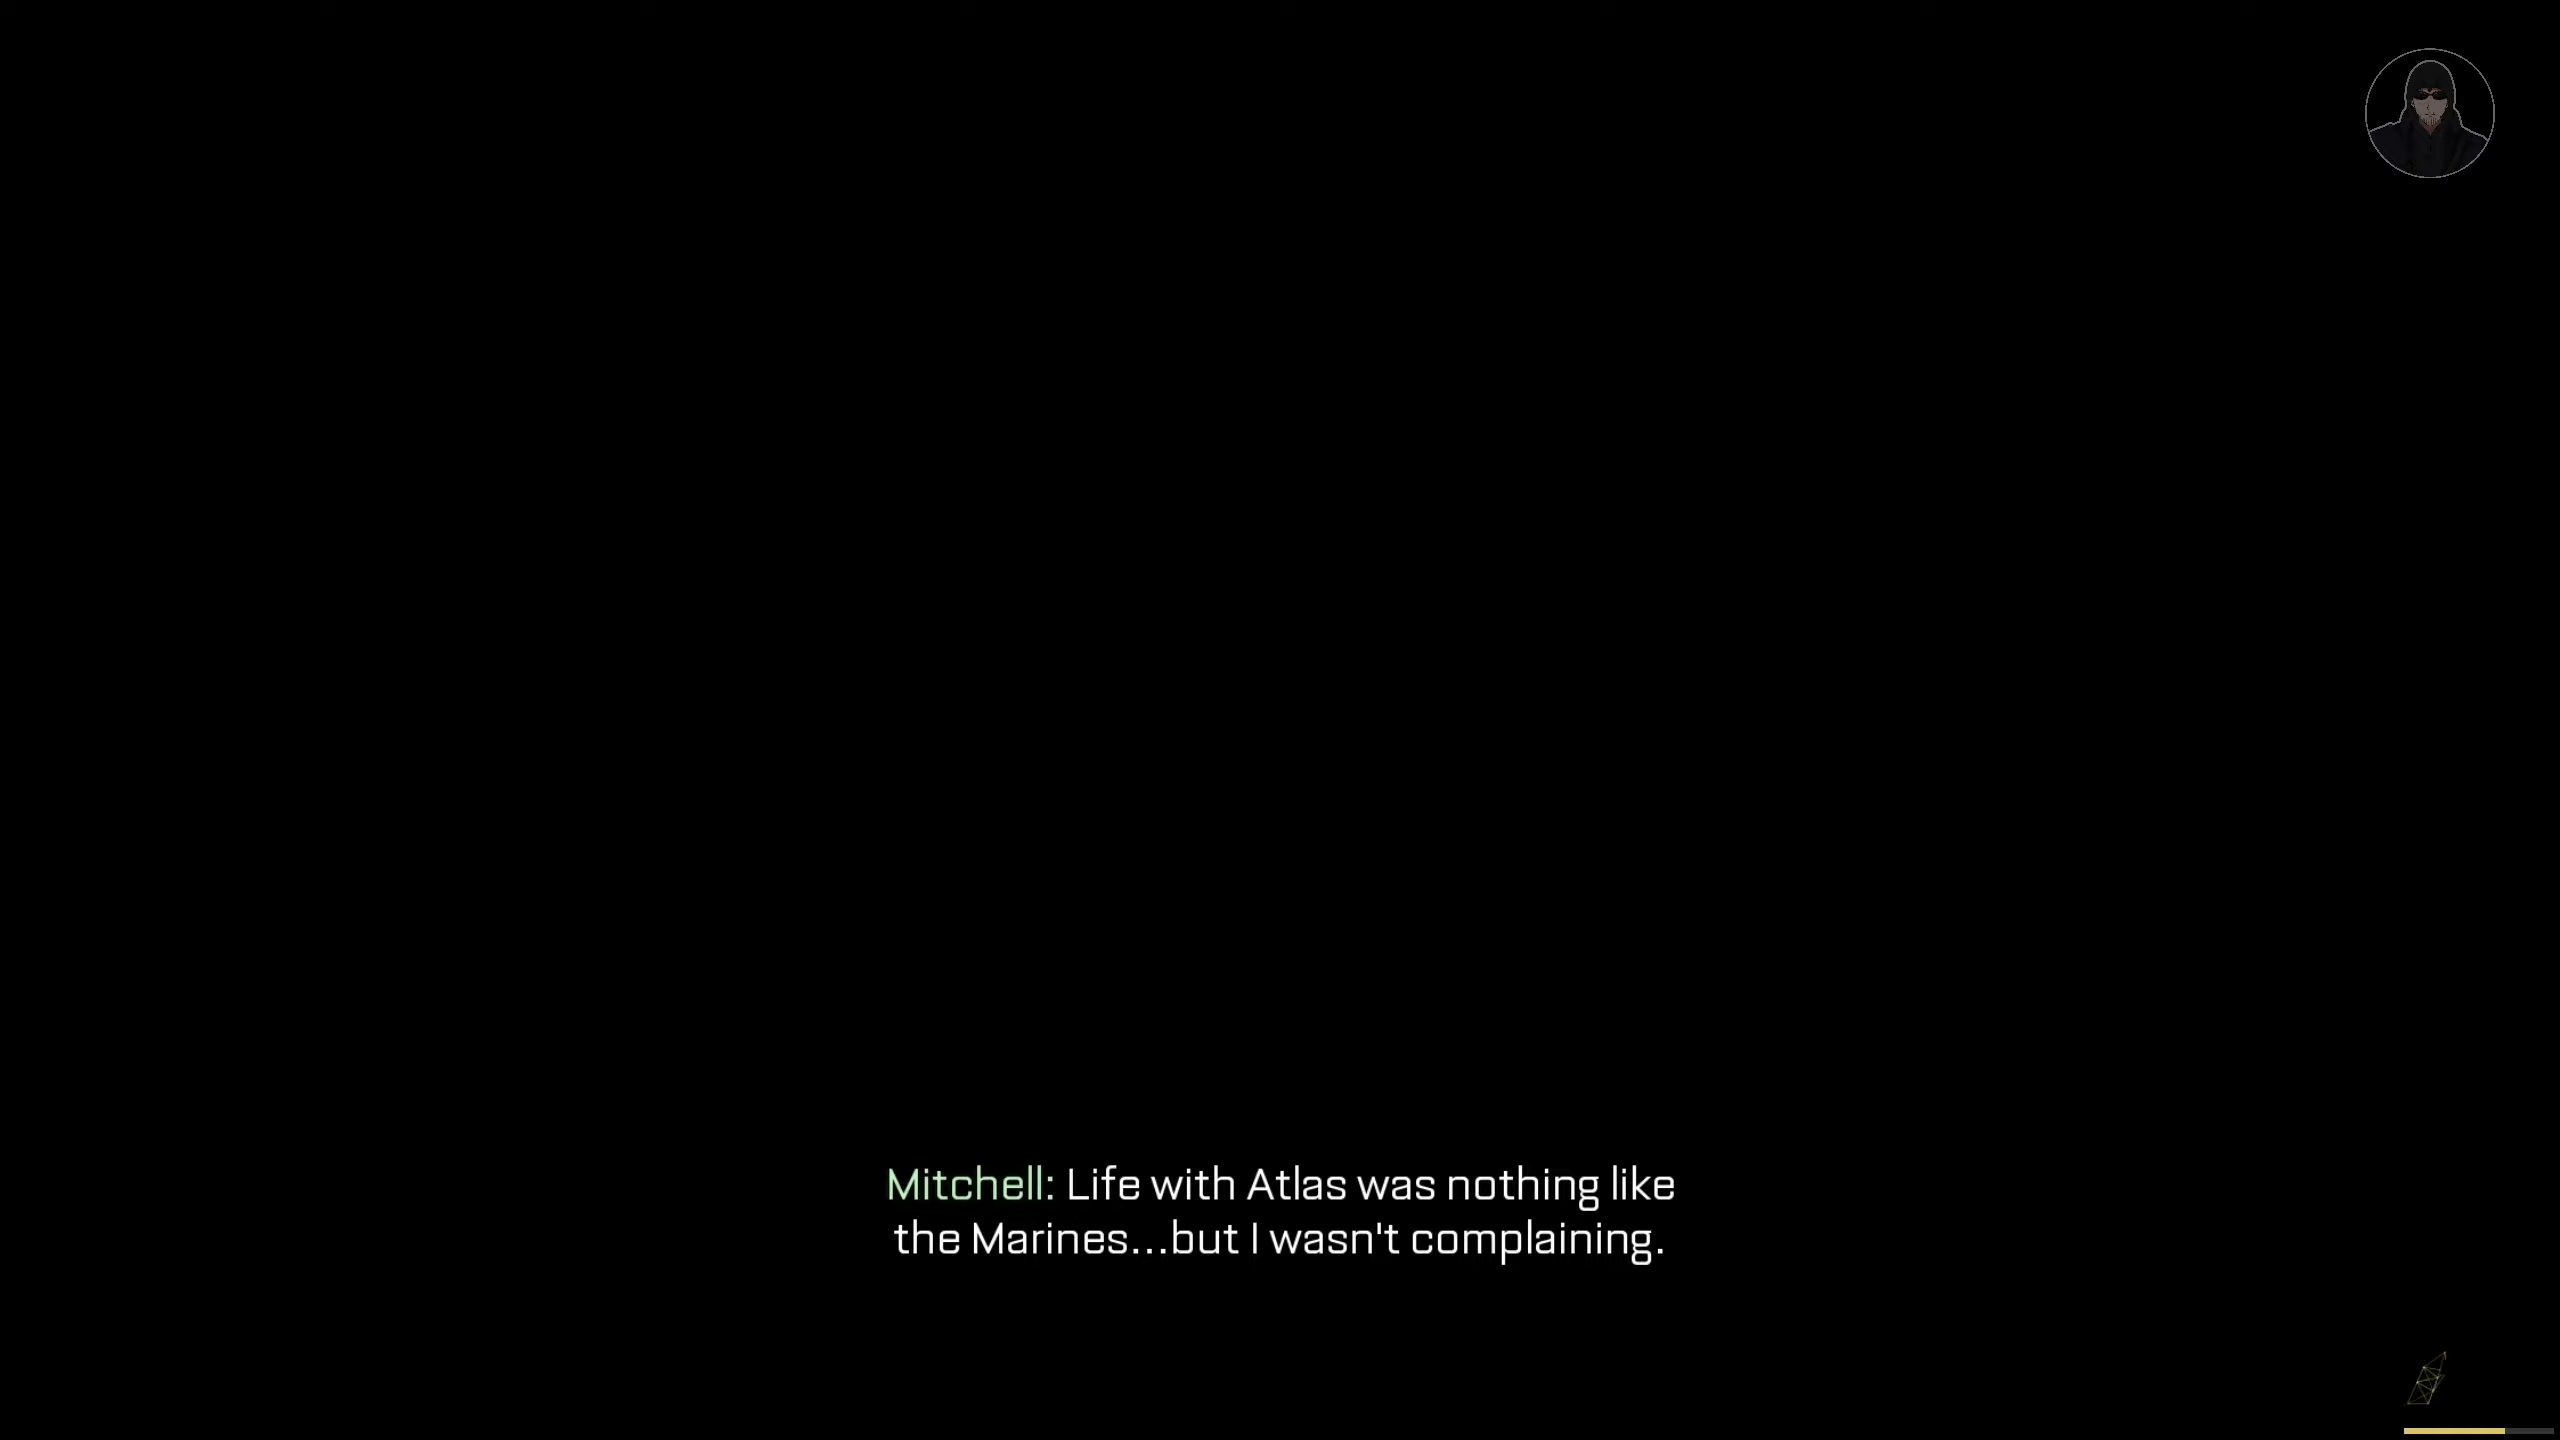 Mitchell: Life with Atlas was nothing like
the Marines...but I wasn't complaining.